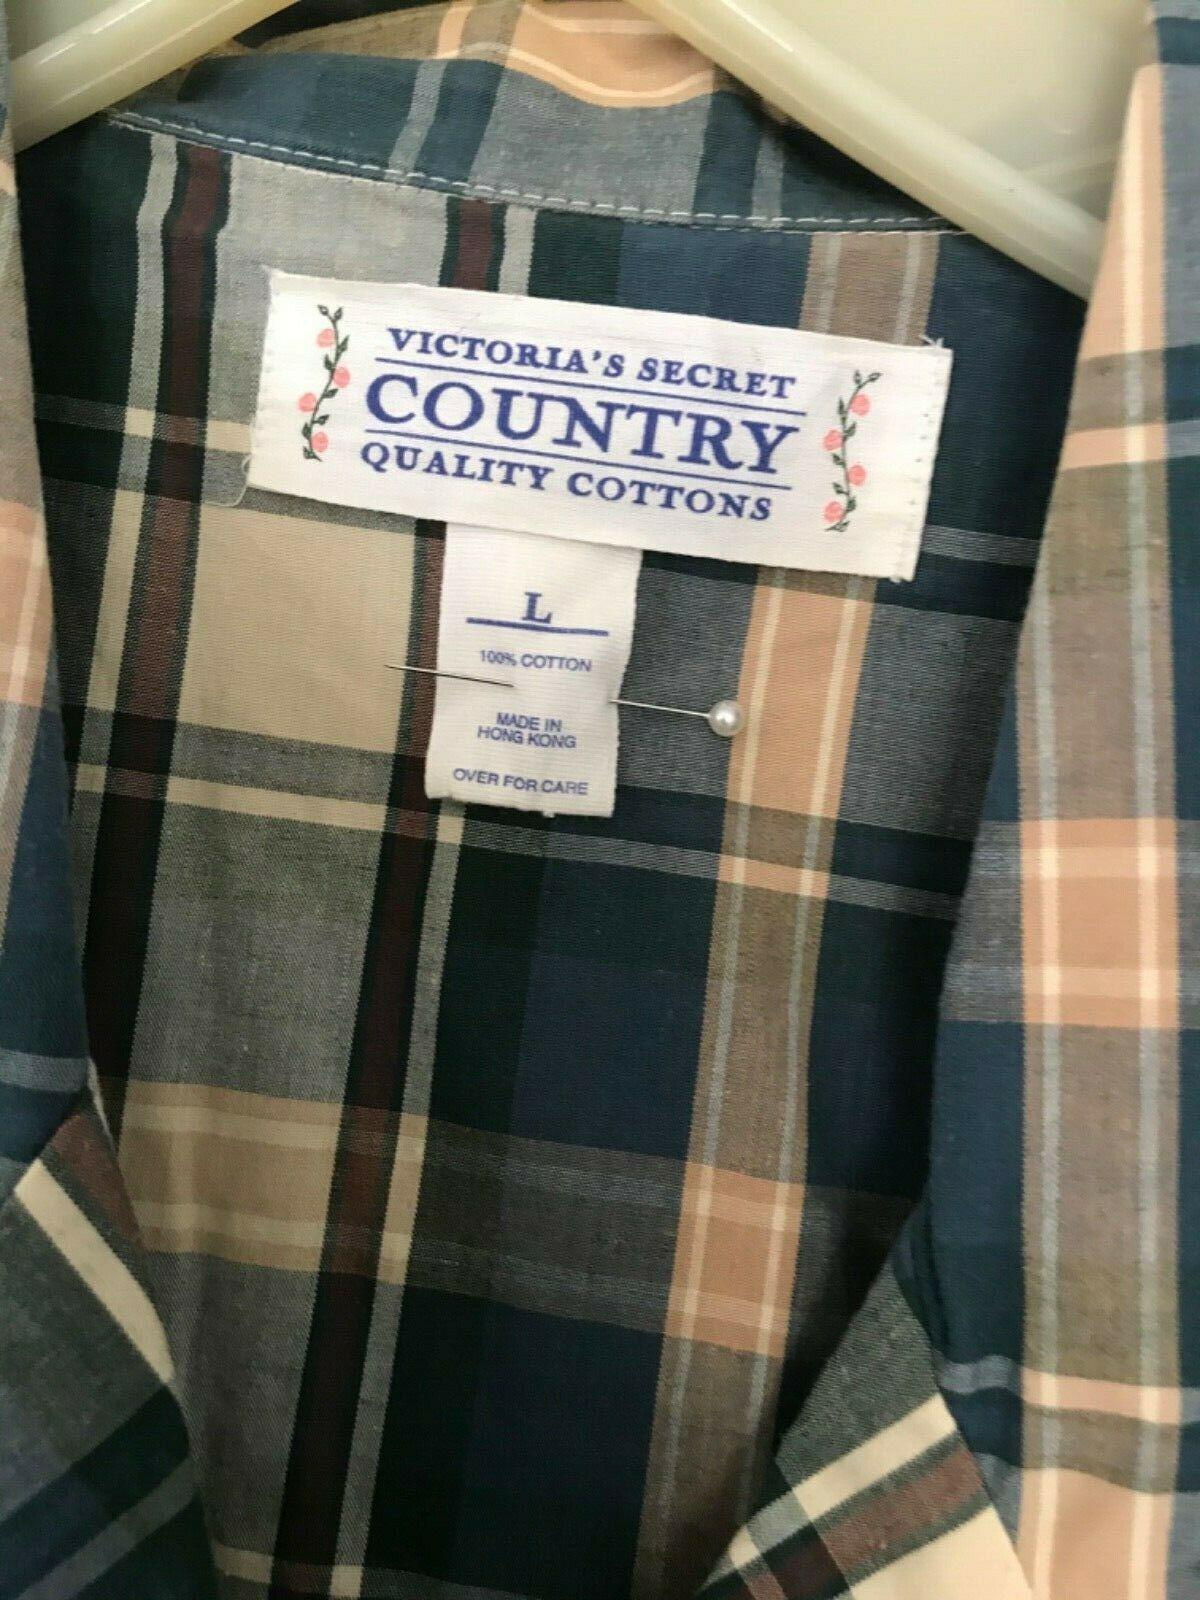 VICTORIA'S SECRET
COUNTRY
QUALITY COTTONS
L
100% COTTON
MADE IN
HONG KONG
OVER FOR CARE